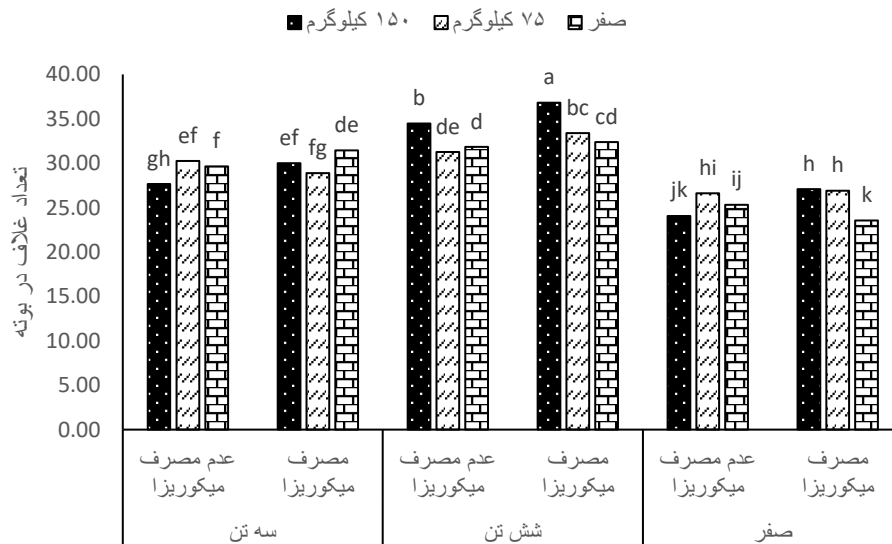 ۱۵۰ کیلوگرم ۷۵ کیلوگرم صفر
تعداد غلاف در بوته
40.00
35.00
30.00
25.00
20.00
15.00
10.00
5.00
0.00
gh ef f ef fg de b de d a bc cd jk hi ij h h k
عدم مصرف میکوریزا
مصرف میکوریزا
عدم مصرف میکوریزا
مصرف میکوریزا
عدم مصرف میکوریزا
مصرف میکوریزا
سه تن شش تن صفر